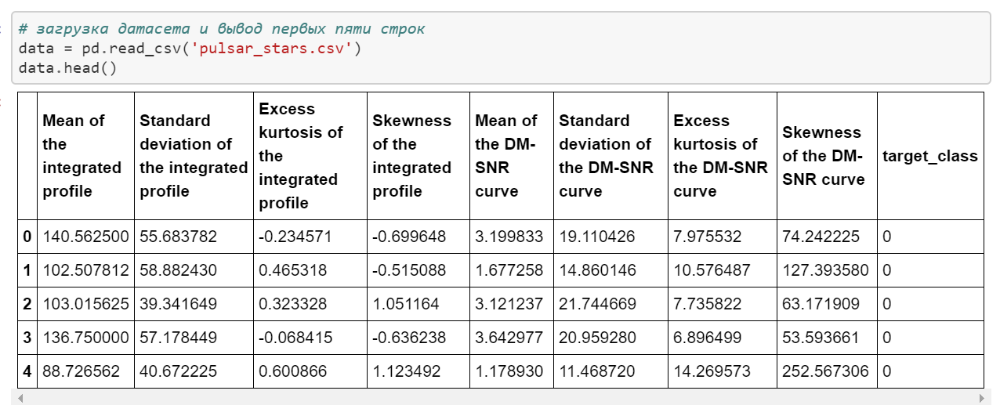 # загрузка датасета и вывод первых пяти строк
data = pd.read_csv('pulsar_stars.csv')
data.head()
Mean of the integrated profile Standard deviation of the integrated profile Excess kurtosis of the integrated profile Skewness of the integrated profile Mean of the DM-SNR curve Standard deviation of the DM-SNR curve Excess kurtosis of the DM-SNR curve Skewness of the DM-SNR curve target_class
0 140.562500 55.683782 -0.234571 -0.699648 3.199833 19.110426 7.975532 74.242225 0
1 102.507812 58.882430 0.465318 -0.515088 1.677258 14.860146 10.576487 127.393580 0
2 103.015625 39.341649 0.323328 1.051164 3.121237 21.744669 7.735822 63.171909 0
3 136.750000 57.178449 -0.068415 -0.636238 3.642977 20.959280 6.896499 53.593661 0
4 88.726562 40.672225 0.600866 1.123492 1.178930 11.468720 14.269573 252.567306 0